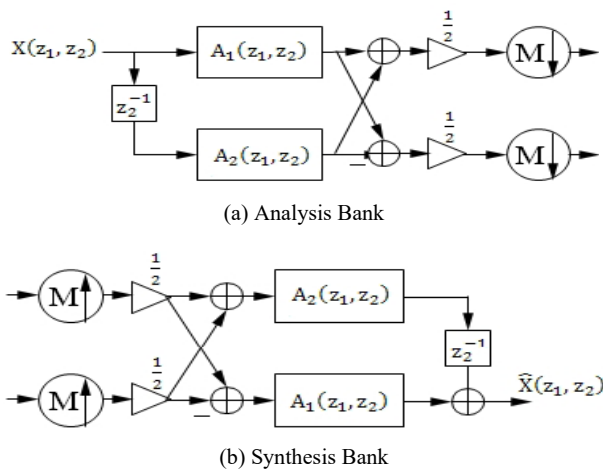 X(z₁, z₂)
A₁(z₁, z₂)
1/2
M
z₂⁻¹
A₂(z₁, z₂)
−
1/2
M
(a) Analysis Bank
M
1/2
A₂(z₁, z₂)
z₂⁻¹
M
1/2
−
A₁(z₁, z₂)
X̂(z₁, z₂)
(b) Synthesis Bank